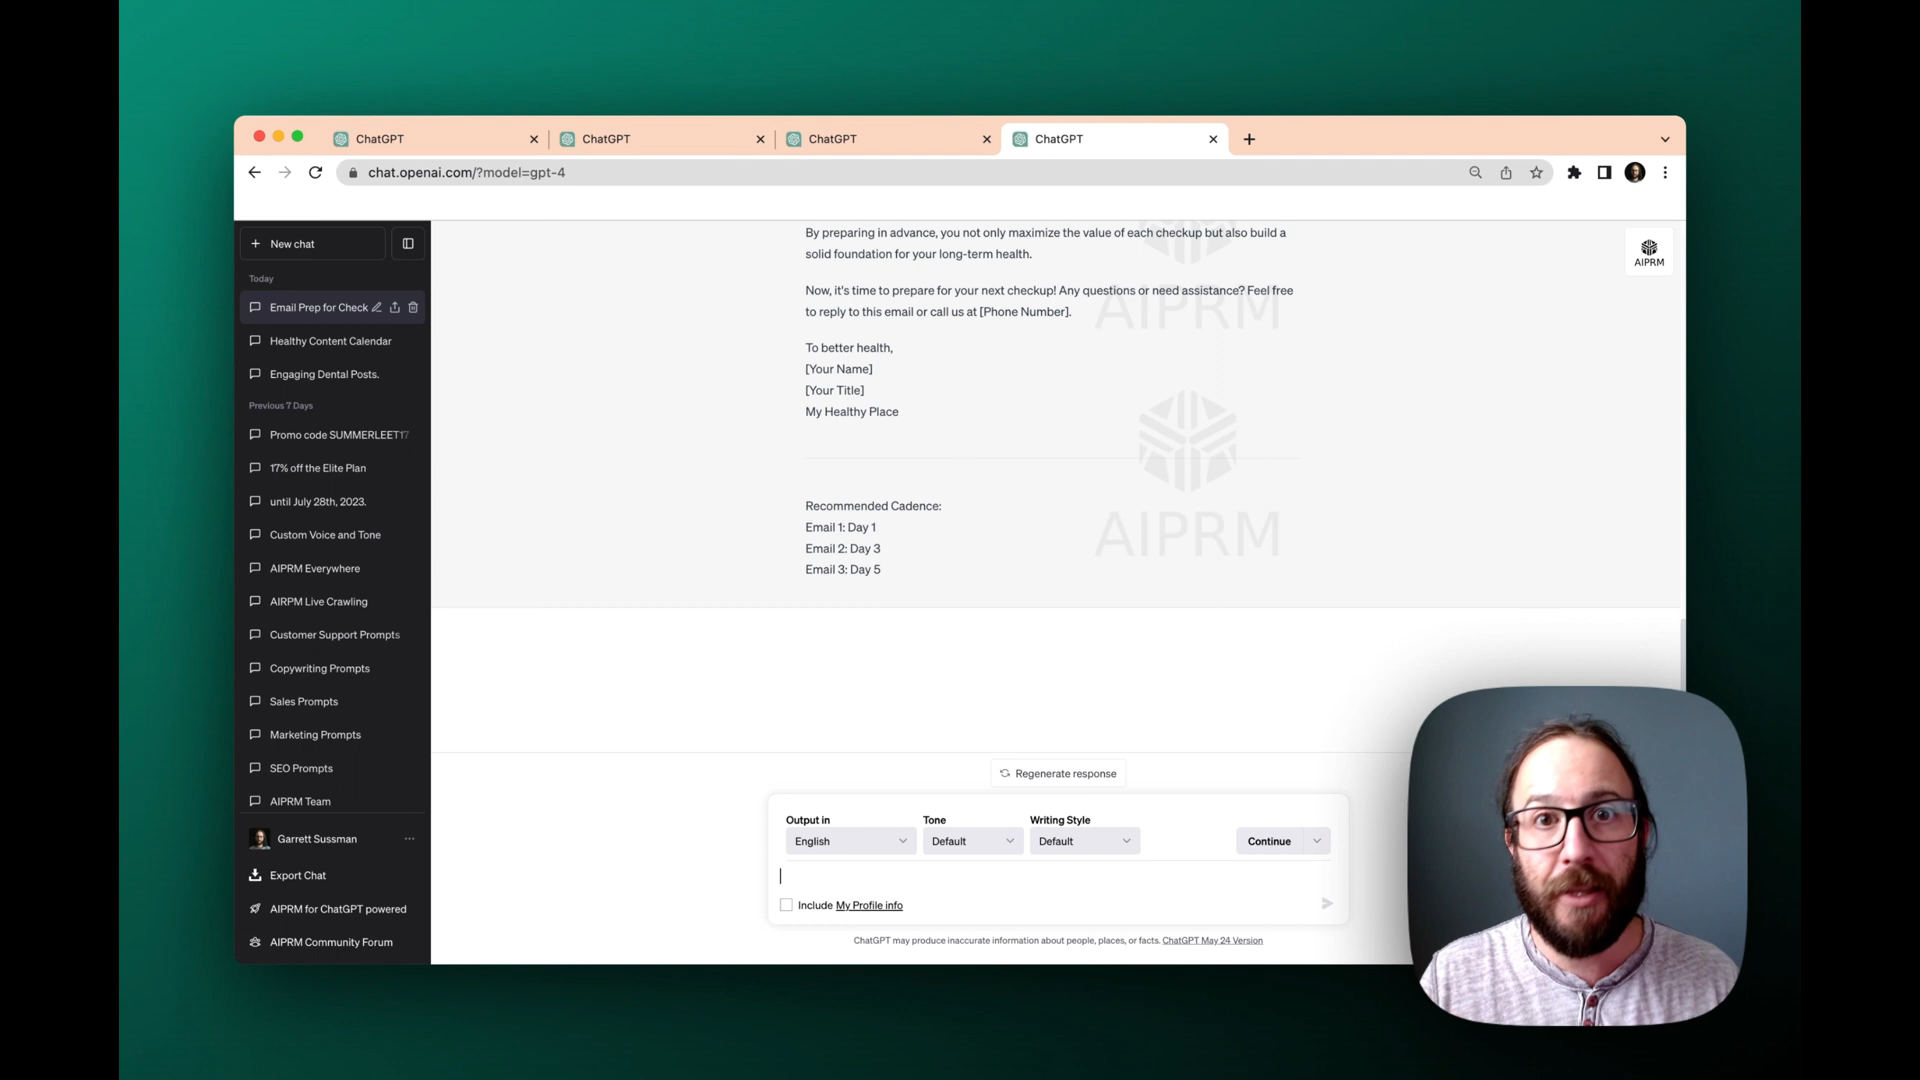 ChatGPT
ChatGPT
ChatGPT
ChatGPT
chat.openai.com/?model=gpt-4
New chat
Today
Email Prep for Check
Healthy Content Calendar
Engaging Dental Posts.
Previous 7 Days
Promo code SUMMERLEET17
17% off the Elite Plan
until July 28th, 2023.
Custom Voice and Tone
AIPRM Everywhere
AIRPM Live Crawling
Customer Support Prompts
Copywriting Prompts
Sales Prompts
Marketing Prompts
SEO Prompts
AIPRM Team
Garrett Sussman
Export Chat
AIPRM for ChatGPT powered
AIPRM Community Forum
By preparing in advance, you not only maximize the value of each checkup but also build a
solid foundation for your long-term health.
Now, it's time to prepare for your next checkup! Any questions or need assistance? Feel free
to reply to this email or call us at [Phone Number].
To better health,
[Your Name]
[Your Title]
My Healthy Place
Recommended Cadence:
Email 1: Day 1
Email 2: Day 3
Email 3: Day 5
AIPRM
AIPRM
AIPRM
Regenerate response
Output in
Tone
Writing Style
English
Default
Default
Continue
Include My Profile info
ChatGPT may produce inaccurate information about people, places, or facts. ChatGPT May 24 Version